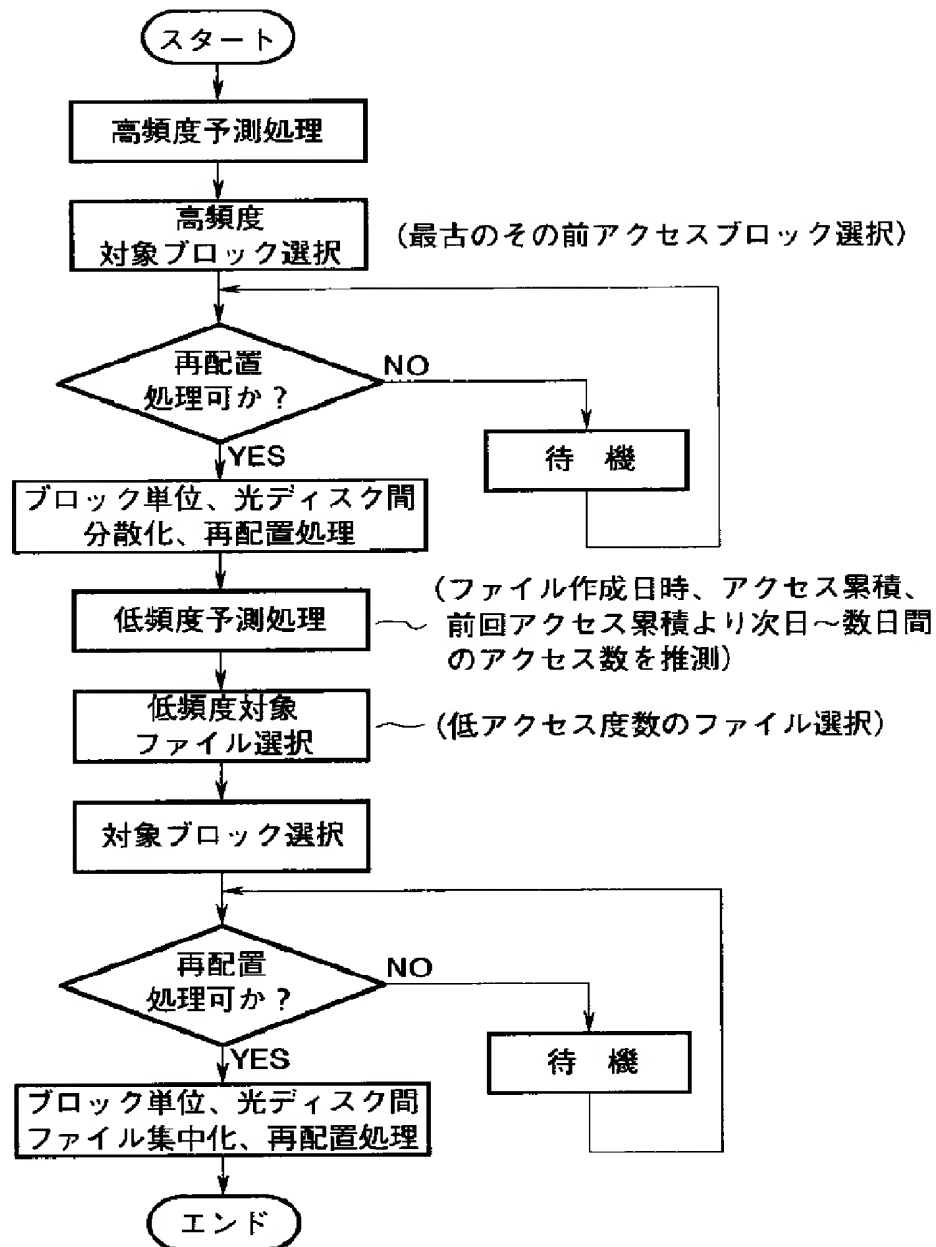 スタート
高頻度予測処理
高頻度
対象ブロック選択
(最古のその前アクセスブロック選択)
再配置
処理可か?
NO
待 機
YES
ブロック単位、光ディスク間
分散化、再配置処理
低頻度予測処理
(ファイル作成日時、アクセス累積、
前回アクセス累積より次日〜数日間
のアクセス数を推測)
低頻度対象
ファイル選択
(低アクセス度数のファイル選択)
対象ブロック選択
再配置
処理可か?
NO
待 機
YES
ブロック単位、光ディスク間
ファイル集中化、再配置処理
エンド